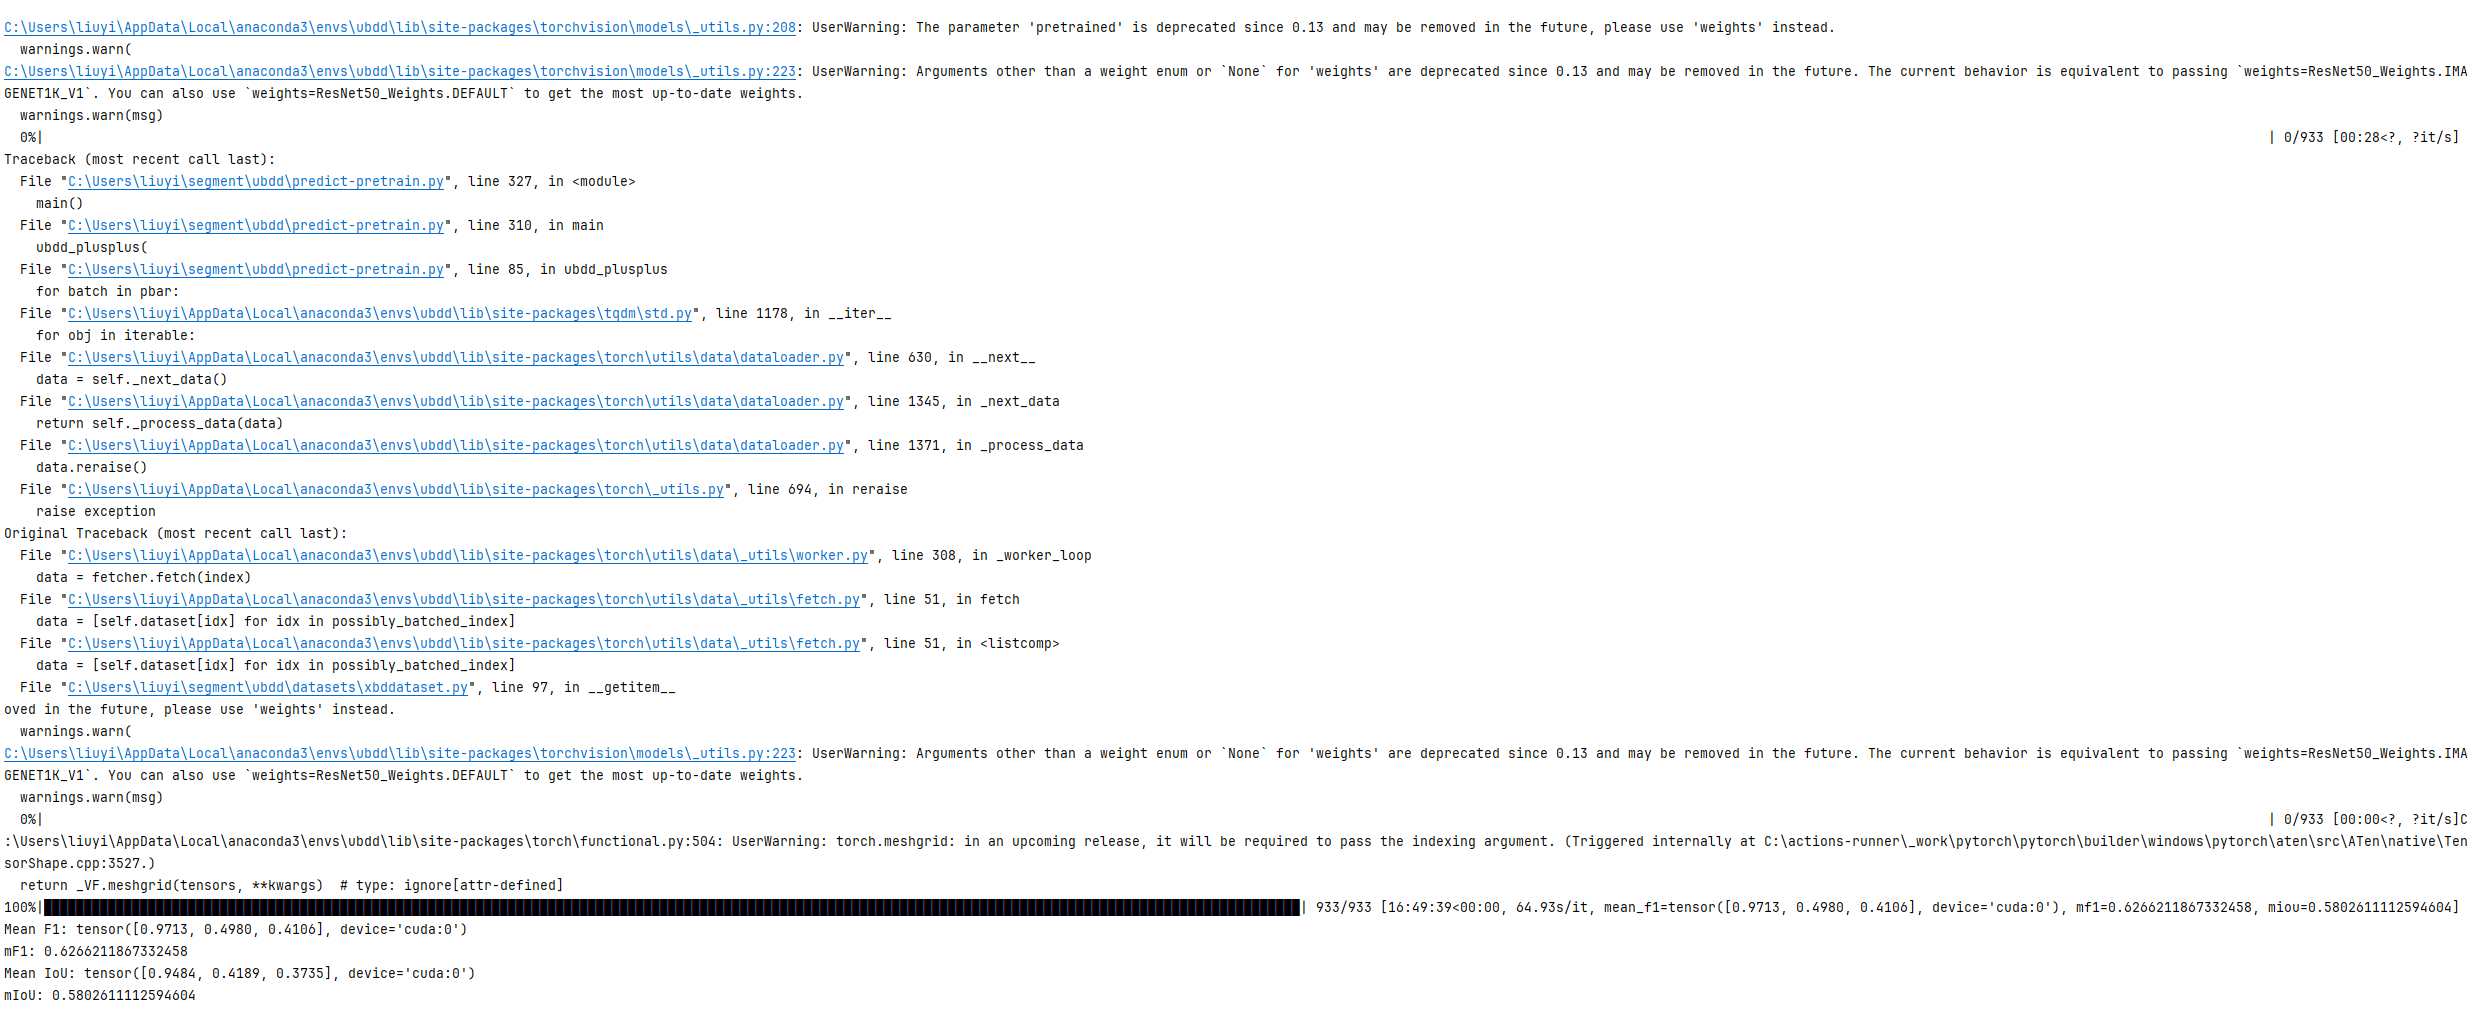 C:\Users\liuyi\AppData\Local\anaconda3\envs\ubdd\lib\site-packages\torchvision\models\_utils.py:208: UserWarning: The parameter 'pretrained' is deprecated since 0.13 and may be removed in the future, please use 'weights' instead.
  warnings.warn(
C:\Users\liuyi\AppData\Local\anaconda3\envs\ubdd\lib\site-packages\torchvision\models\_utils.py:223: UserWarning: Arguments other than a weight enum or `None` for 'weights' are deprecated since 0.13 and may be removed in the future. The current behavior is equivalent to passing `weights=ResNet50_Weights.IMA
GENET1K_V1`. You can also use `weights=ResNet50_Weights.DEFAULT` to get the most up-to-date weights.
  warnings.warn(msg)
  0%| | 0/933 [00:28<?, ?it/s]
Traceback (most recent call last):
  File "C:\Users\liuyi\segment\ubdd\predict-pretrain.py", line 327, in <module>
    main()
  File "C:\Users\liuyi\segment\ubdd\predict-pretrain.py", line 310, in main
    ubdd_plusplus(
  File "C:\Users\liuyi\segment\ubdd\predict-pretrain.py", line 85, in ubdd_plusplus
    for batch in pbar:
  File "C:\Users\liuyi\AppData\Local\anaconda3\envs\ubdd\lib\site-packages\tqdm\std.py", line 1178, in __iter__
    for obj in iterable:
  File "C:\Users\liuyi\AppData\Local\anaconda3\envs\ubdd\lib\site-packages\torch\utils\data\dataloader.py", line 630, in __next__
    data = self._next_data()
  File "C:\Users\liuyi\AppData\Local\anaconda3\envs\ubdd\lib\site-packages\torch\utils\data\dataloader.py", line 1345, in _next_data
    return self._process_data(data)
  File "C:\Users\liuyi\AppData\Local\anaconda3\envs\ubdd\lib\site-packages\torch\utils\data\dataloader.py", line 1371, in _process_data
    data.reraise()
  File "C:\Users\liuyi\AppData\Local\anaconda3\envs\ubdd\lib\site-packages\torch\_utils.py", line 694, in reraise
    raise exception
Original Traceback (most recent call last):
  File "C:\Users\liuyi\AppData\Local\anaconda3\envs\ubdd\lib\site-packages\torch\utils\data\_utils\worker.py", line 308, in _worker_loop
    data = fetcher.fetch(index)
  File "C:\Users\liuyi\AppData\Local\anaconda3\envs\ubdd\lib\site-packages\torch\utils\data\_utils\fetch.py", line 51, in fetch
    data = [self.dataset[idx] for idx in possibly_batched_index]
  File "C:\Users\liuyi\AppData\Local\anaconda3\envs\ubdd\lib\site-packages\torch\utils\data\_utils\fetch.py", line 51, in <listcomp>
    data = [self.dataset[idx] for idx in possibly_batched_index]
  File "C:\Users\liuyi\segment\ubdd\datasets\xbddataset.py", line 97, in __getitem__
oved in the future, please use 'weights' instead.
  warnings.warn(
C:\Users\liuyi\AppData\Local\anaconda3\envs\ubdd\lib\site-packages\torchvision\models\_utils.py:223: UserWarning: Arguments other than a weight enum or `None` for 'weights' are deprecated since 0.13 and may be removed in the future. The current behavior is equivalent to passing `weights=ResNet50_Weights.IMA
GENET1K_V1`. You can also use `weights=ResNet50_Weights.DEFAULT` to get the most up-to-date weights.
  warnings.warn(msg)
  0%| | 0/933 [00:00<?, ?it/s]C
:\Users\liuyi\AppData\Local\anaconda3\envs\ubdd\lib\site-packages\torch\functional.py:504: UserWarning: torch.meshgrid: in an upcoming release, it will be required to pass the indexing argument. (Triggered internally at C:\actions-runner\_work\pytorch\pytorch\builder\windows\pytorch\aten\src\ATen\native\Ten
sorShape.cpp:3527.)
  return _VF.meshgrid(tensors, **kwargs)  # type: ignore[attr-defined]
100%| | 933/933 [16:49:39<00:00, 64.93s/it, mean_f1=tensor([0.9713, 0.4980, 0.4106], device='cuda:0'), mf1=0.6266211867332458, miou=0.5802611112594604]
Mean F1: tensor([0.9713, 0.4980, 0.4106], device='cuda:0')
mF1: 0.6266211867332458
Mean IoU: tensor([0.9484, 0.4189, 0.3735], device='cuda:0')
mIoU: 0.5802611112594604